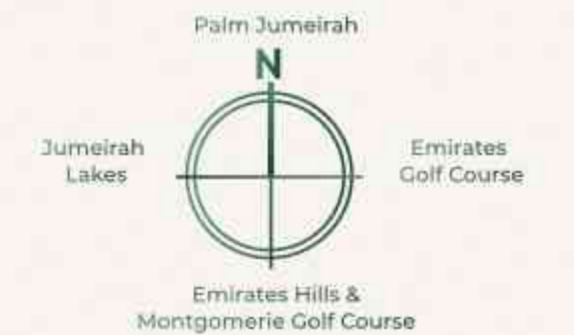 Palm Jumeirah
N
Jumeirah
Lakes
Emirates
Golf Course
Emirates Hills &
Montgomerie Golf Course